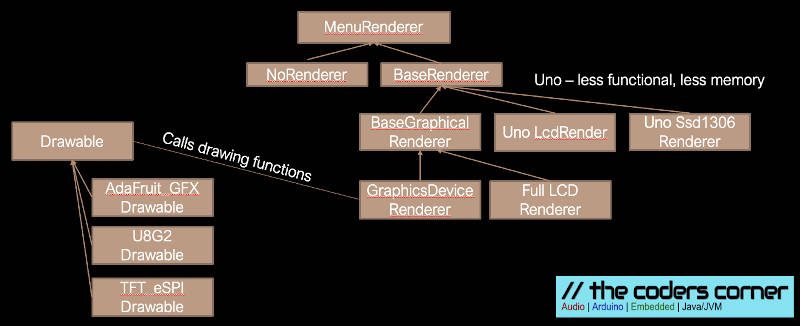 MenuRenderer
NoRenderer
BaseRenderer
Uno – less functional, less memory
BaseGraphical
Renderer
Uno LcdRender
Uno Ssd1306
Renderer
Drawable
Calls drawing functions
AdaFruit_GFX
Drawable
GraphicsDevice
Renderer
Full LCD
Renderer
U8G2
Drawable
TFT_eSPI
Drawable
// the coders corner
Audio | Arduino | Embedded | Java/JVM